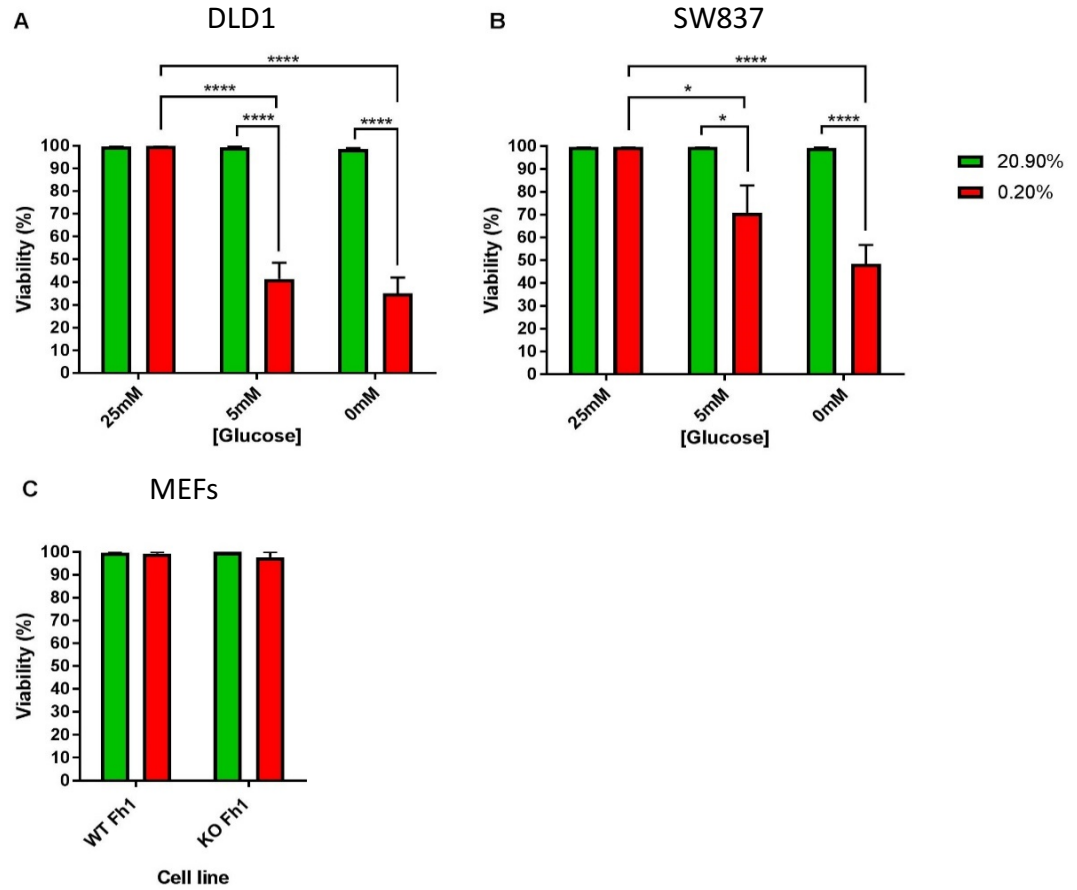 A
DLD1
****
****
****
****
Viability (%)
100
90
80
70
60
50
40
30
20
10
0
25mM
5mM
0mM
[Glucose]
B
SW837
****
*
*
****
Viability (%)
100
90
80
70
60
50
40
30
20
10
0
25mM
5mM
0mM
[Glucose]
20.90%
0.20%
C
MEFs
Viability (%)
100
90
80
70
60
50
40
30
20
10
0
WT Fh1
KO Fh1
Cell line